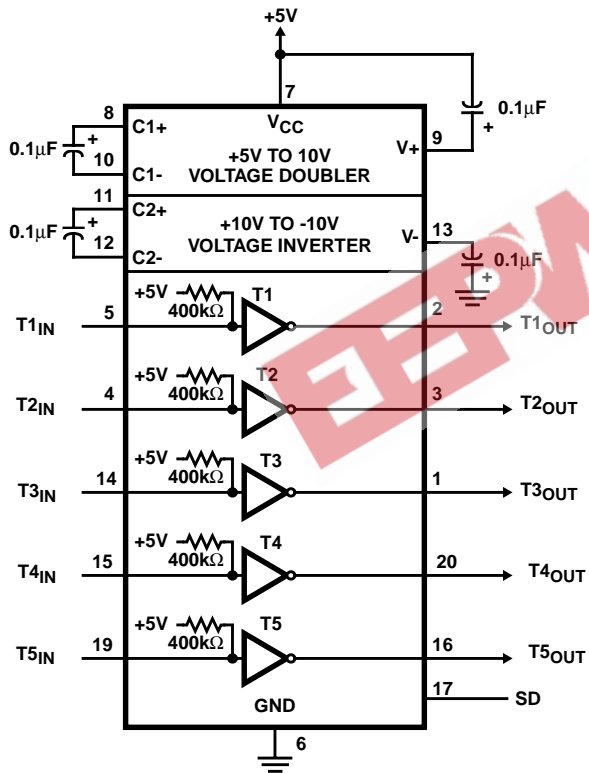 +5V
7
8
C1+
VCC
0.1µF
+
9
V+
+
0.1µF
10
C1-
+5V TO 10V
VOLTAGE DOUBLER
11
C2+
0.1µF
+
12
C2-
+10V TO -10V
VOLTAGE INVERTER
13
V-
0.1µF
+
+5V
400kΩ
T1
T1IN
5
2
T1OUT
+5V
400kΩ
T2
T2IN
4
3
T2OUT
+5V
400kΩ
T3
T3IN
14
1
T3OUT
+5V
400kΩ
T4
T4IN
15
20
T4OUT
+5V
400kΩ
T5
T5IN
19
16
T5OUT
17
SD
GND
6